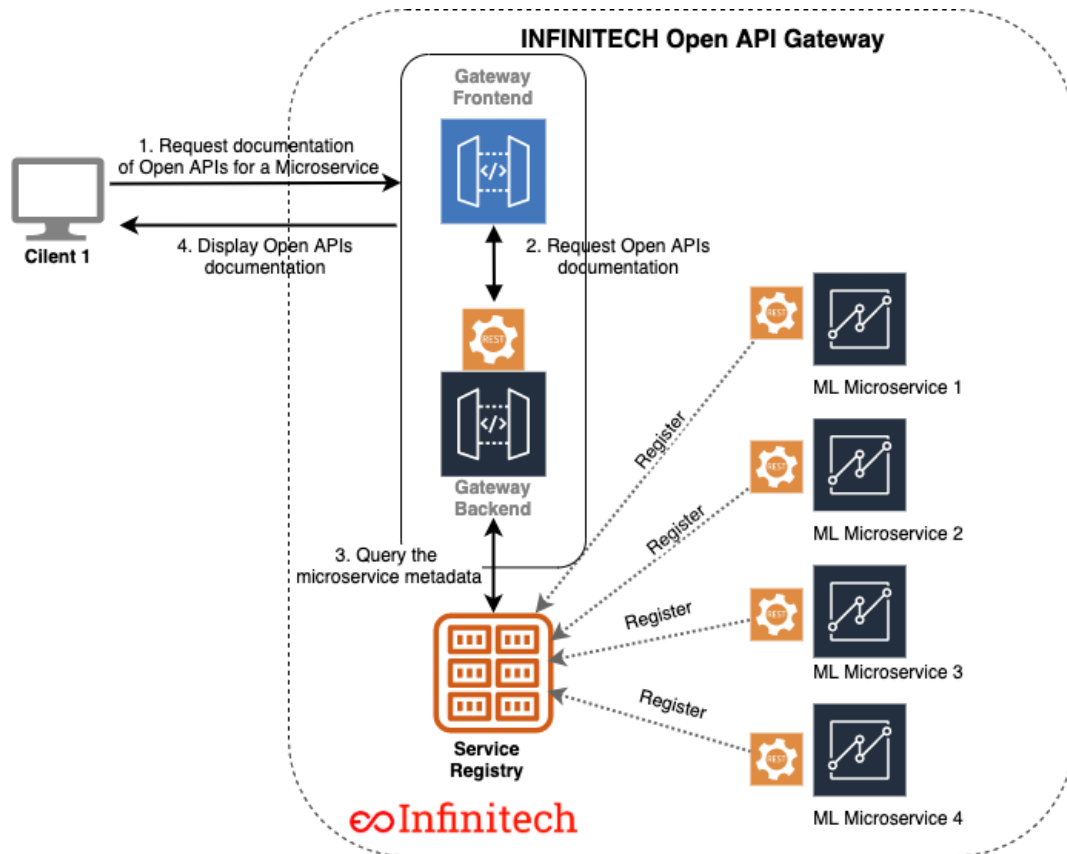 INFINITECH Open API Gateway
Gateway
Frontend
1. Request documentation
of Open APIs for a Microservice
Cilent 1
4. Display Open APIs
documentation
2. Request Open APIs
documentation
</>
REST
</>
Gateway
Backend
3. Query the
microservice metadata
Service
Registry
Register
Register
Register
Register
REST
ML Microservice 1
REST
ML Microservice 2
REST
ML Microservice 3
REST
ML Microservice 4
Infinitech